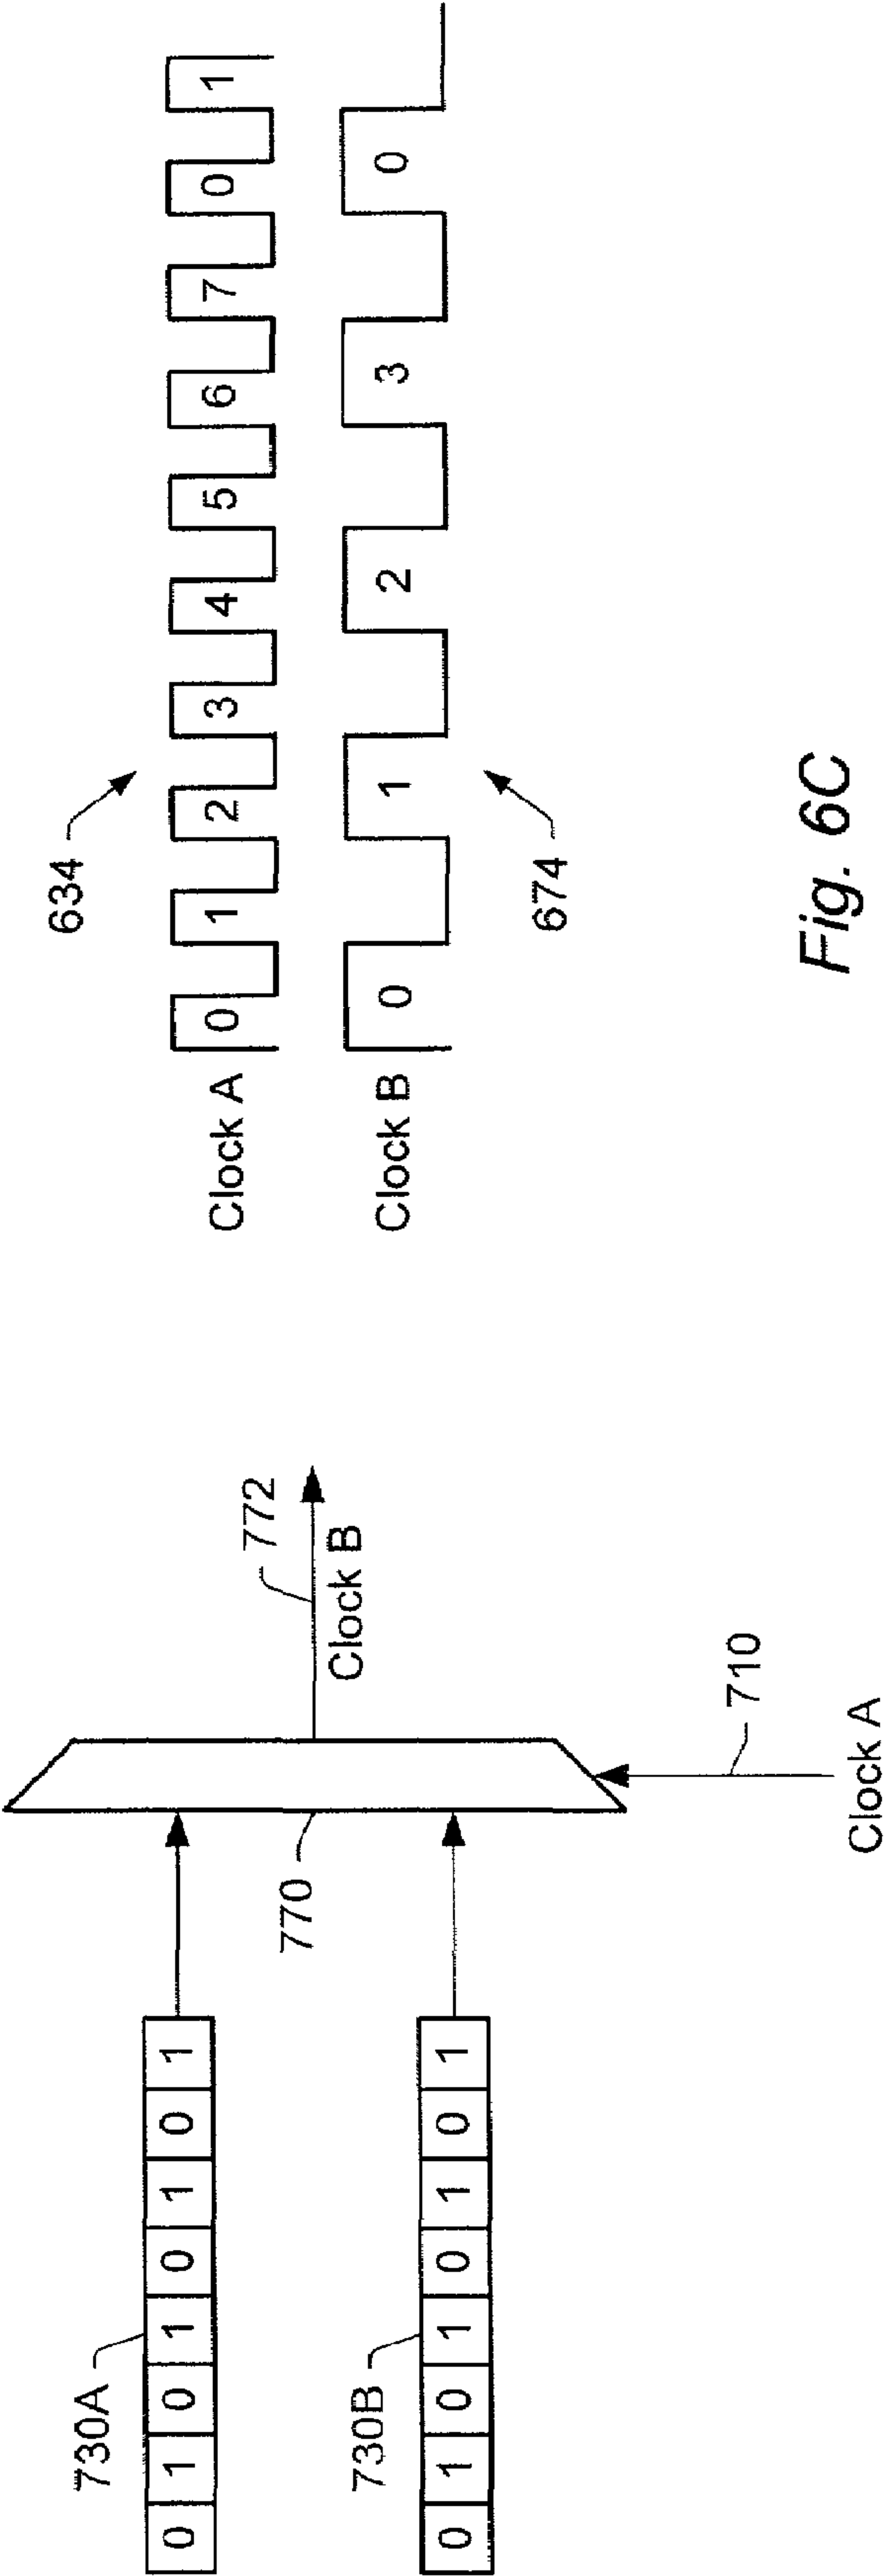 730A
0 1 0 1 0 1 0 1
730B
0 1 0 1 0 1 0 1
770
772
Clock B
710
Clock A
634
Clock A
0 1 2 3 4 5 6 7 0 1
Clock B
0 1 2 3 0
674
Fig. 6C